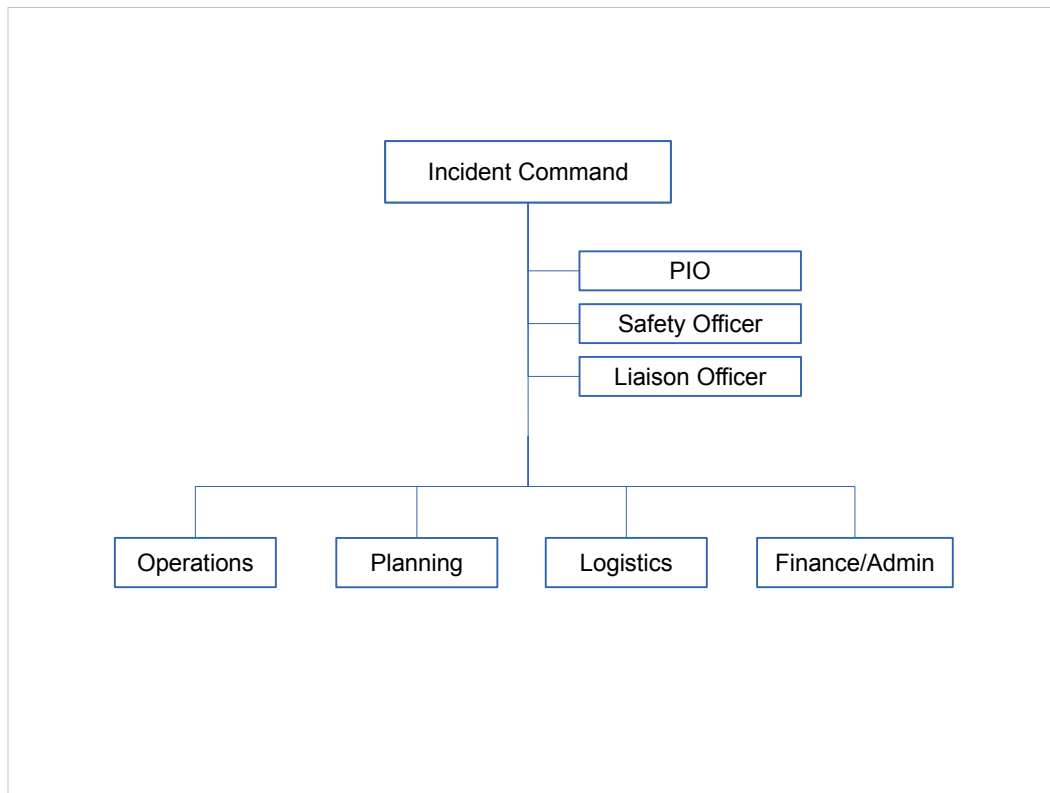 Incident Command
PIO
Safety Officer
Liaison Officer
Operations
Planning
Logistics
Finance/Admin